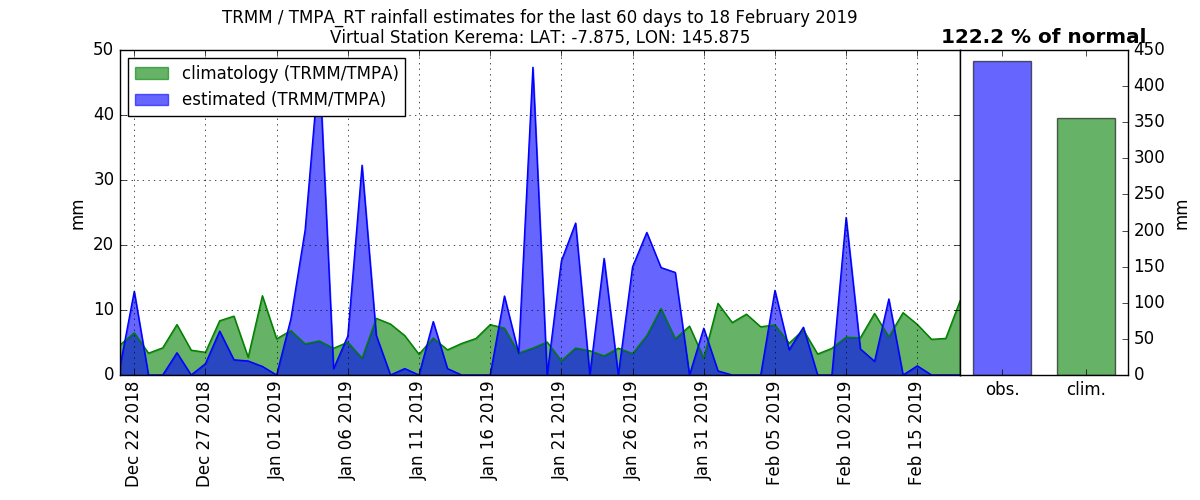 TRMM / TMPA_RT rainfall estimates for the last 60 days to 18 February 2019
Virtual Station Kerema: LAT: -7.875, LON: 145.875
122.2 % of normal
climatology (TRMM/TMPA)
estimated (TRMM/TMPA)
mm
50
40
30
20
10
0
Dec 22 2018
Dec 27 2018
Jan 01 2019
Jan 06 2019
Jan 11 2019
Jan 16 2019
Jan 21 2019
Jan 26 2019
Jan 31 2019
Feb 05 2019
Feb 10 2019
Feb 15 2019
obs.
clim.
450
400
350
300
250
200
150
100
50
0
mm